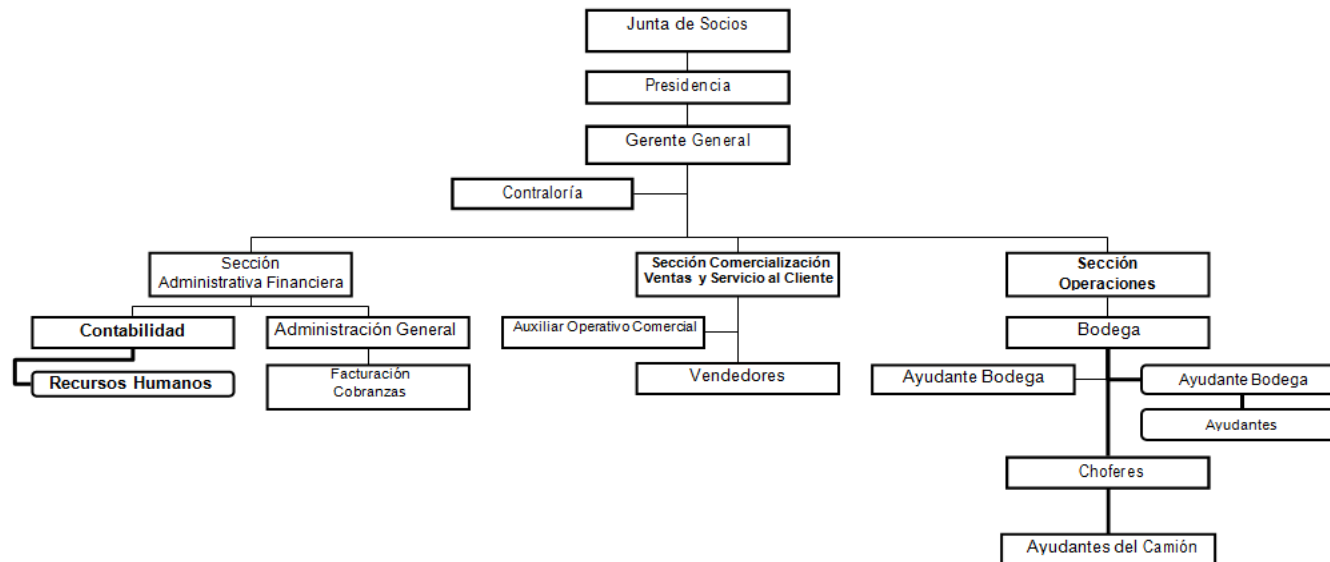 Junta de Socios
Presidencia
Gerente General
Contraloría
Sección
Administrativa Financiera
Sección Comercialización
Ventas y Servicio al Cliente
Sección
Operaciones
Contabilidad
Administración General
Auxiliar Operativo Comercial
Bodega
Recursos Humanos
Facturación
Cobranzas
Vendedores
Ayudante Bodega
Ayudante Bodega
Ayudantes
Choferes
Ayudantes del Camión